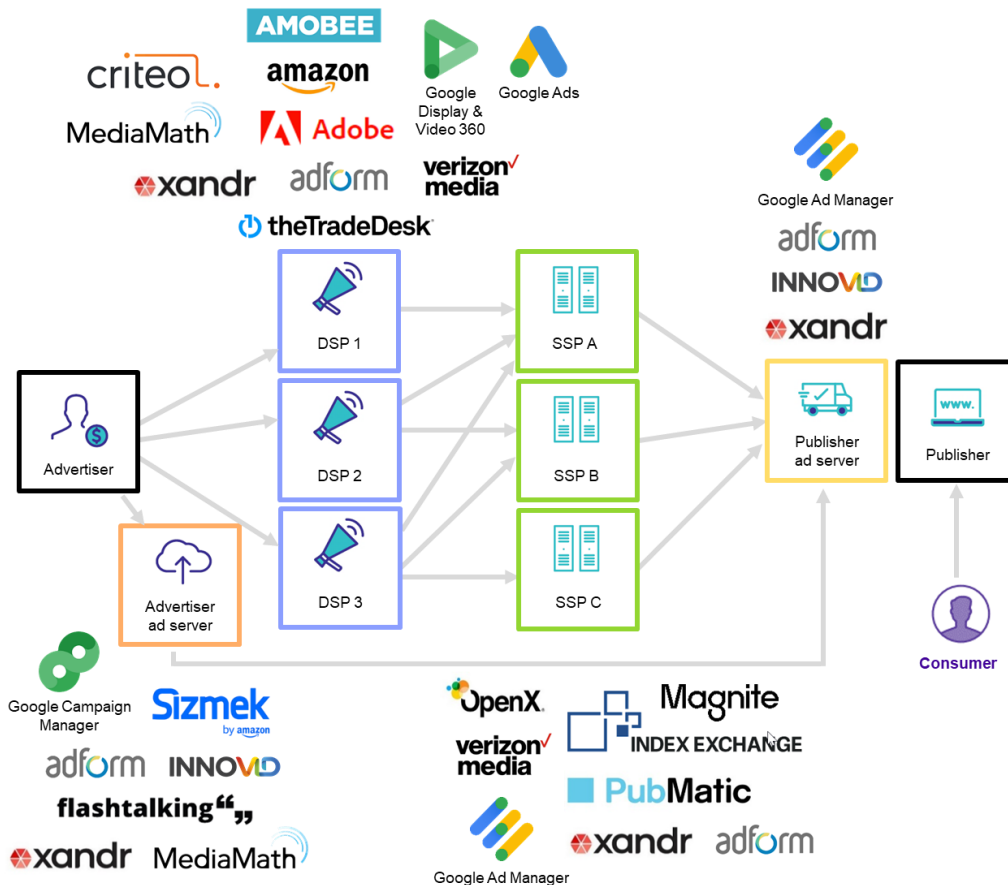 AMOBEE
criteo
amazon
Google
Display &
Video 360
Google Ads
MediaMath
Adobe
xandr
adform
verizon
media
theTradeDesk
Google Ad Manager
adform
INNOVID
xandr
DSP 1
SSP A
DSP 2
SSP B
DSP 3
SSP C
Advertiser
$
Publisher
ad server
www.
Publisher
Advertiser
ad server
Consumer
Google Campaign
Manager
Sizmek
by amazon
adform
INNOVID
flashtalking
xandr
MediaMath
OpenX
Magnite
verizon
media
INDEX EXCHANGE
PubMatic
Google Ad Manager
xandr
adform